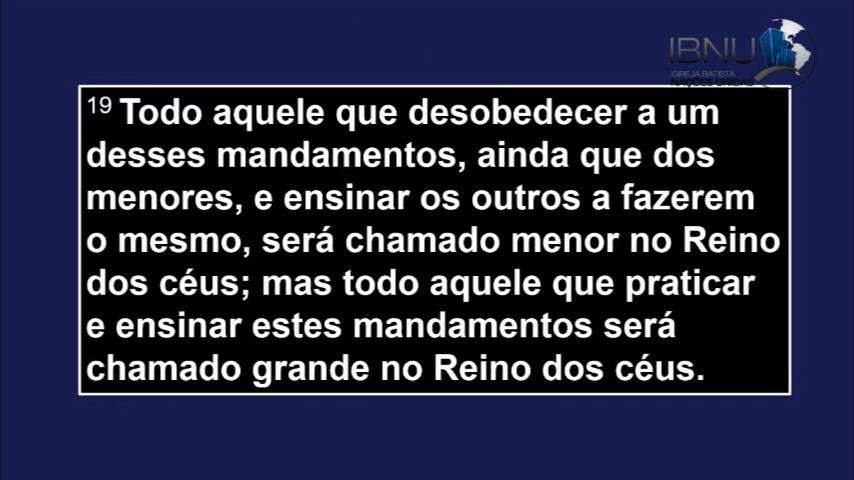 IBNU
IGREJA BATISTA
NAÇÕES UNIDAS
19 Todo aquele que desobedecer a um
desses mandamentos, ainda que dos
menores, e ensinar os outros a fazerem
o mesmo, será chamado menor no Reino
dos céus; mas todo aquele que praticar
e ensinar estes mandamentos será
chamado grande no Reino dos céus.